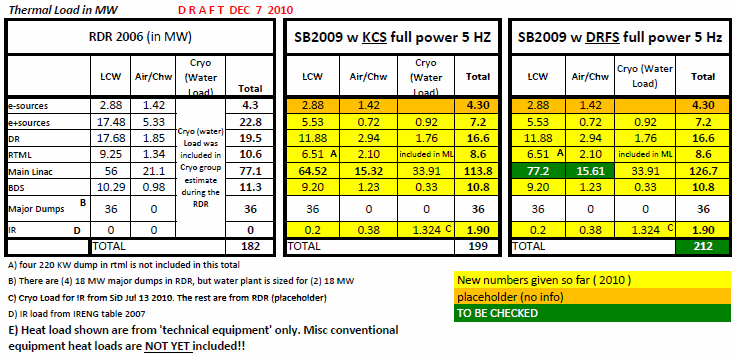 Thermal Load in MW D R A F T DEC 7 2010
RDR 2006 (in MW) SB2009 w KCS full power 5 HZ SB2009 w DRFS full power 5 Hz
LCW Air/Chw Cryo (Water Load) Total LCW Air/Chw Cryo (Water Load) Total LCW Air/Chw Cryo (Water Load) Total
e-sources 2.88 1.42 4.3 2.88 1.42 4.30 2.88 1.42 4.30
e+sources 17.48 5.33 22.8 5.53 0.72 0.92 7.2 5.53 0.72 0.92 7.2
DR 17.68 1.85 19.5 11.88 2.94 1.76 16.6 11.88 2.94 1.76 16.6
RTML 9.25 1.34 10.6 6.51 A 2.10 included in ML 8.6 6.51 A 2.10 included in ML 8.6
Main Linac 56 21.1 77.1 64.52 15.32 33.91 113.8 77.2 15.61 33.91 126.7
BDS 10.29 0.98 11.3 9.20 1.23 0.33 10.8 9.20 1.23 0.33 10.8
Major Dumps B 36 0 36 36 0 0 36 36 0 0 36
IR D 0 0 0 0.2 0.38 1.324 C 1.90 0.2 0.38 1.324 C 1.90
Cryo (water)
Load was
included in
Cryo group
estimate
during the
RDR
TOTAL 182 TOTAL 199 TOTAL 212
A) four 220 KW dump in rtml is not included in this total
B) There are (4) 18 MW major dumps in RDR, but water plant is sized for (2) 18 MW
C) Cryo Load for IR from SiD Jul 13 2010. The rest are from RDR (placeholder)
D) IR load from IRENG table 2007
E) Heat load shown are from 'technical equipment' only. Misc conventional
equipment heat loads are NOT YET included!!
New numbers given so far ( 2010 )
placeholder (no info)
TO BE CHECKED